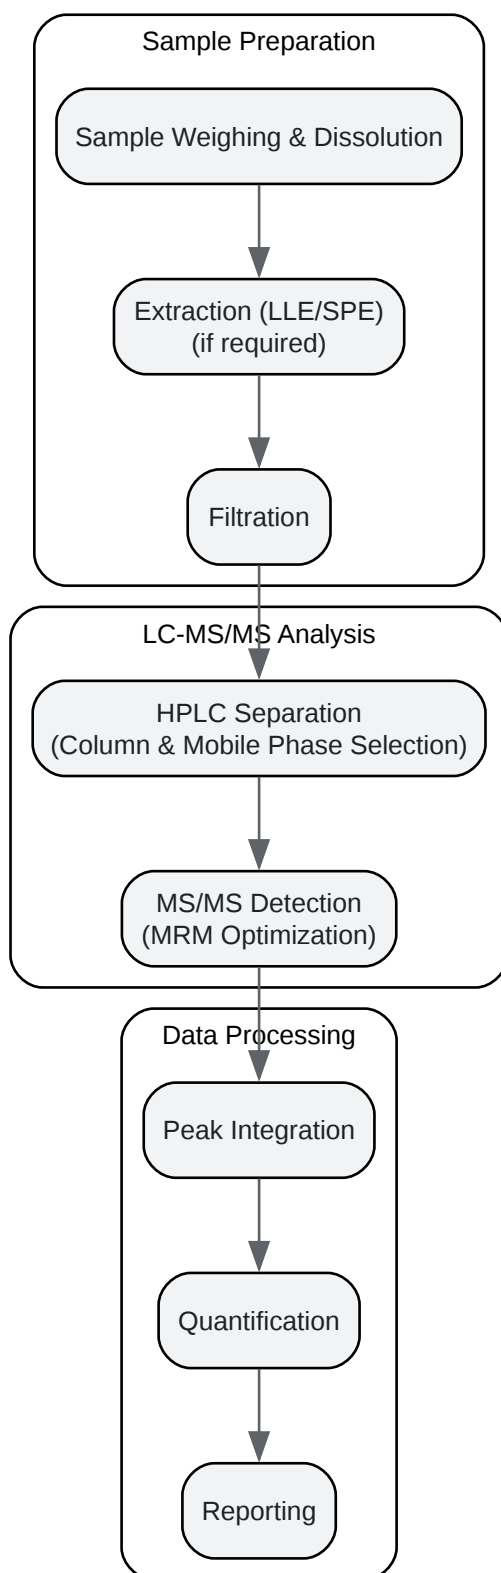 Sample Preparation
Sample Weighing & Dissolution
Extraction (LLE/SPE)
(if required)
Filtration
LC-MS/MS Analysis
HPLC Separation
(Column & Mobile Phase Selection)
MS/MS Detection
(MRM Optimization)
Data Processing
Peak Integration
Quantification
Reporting